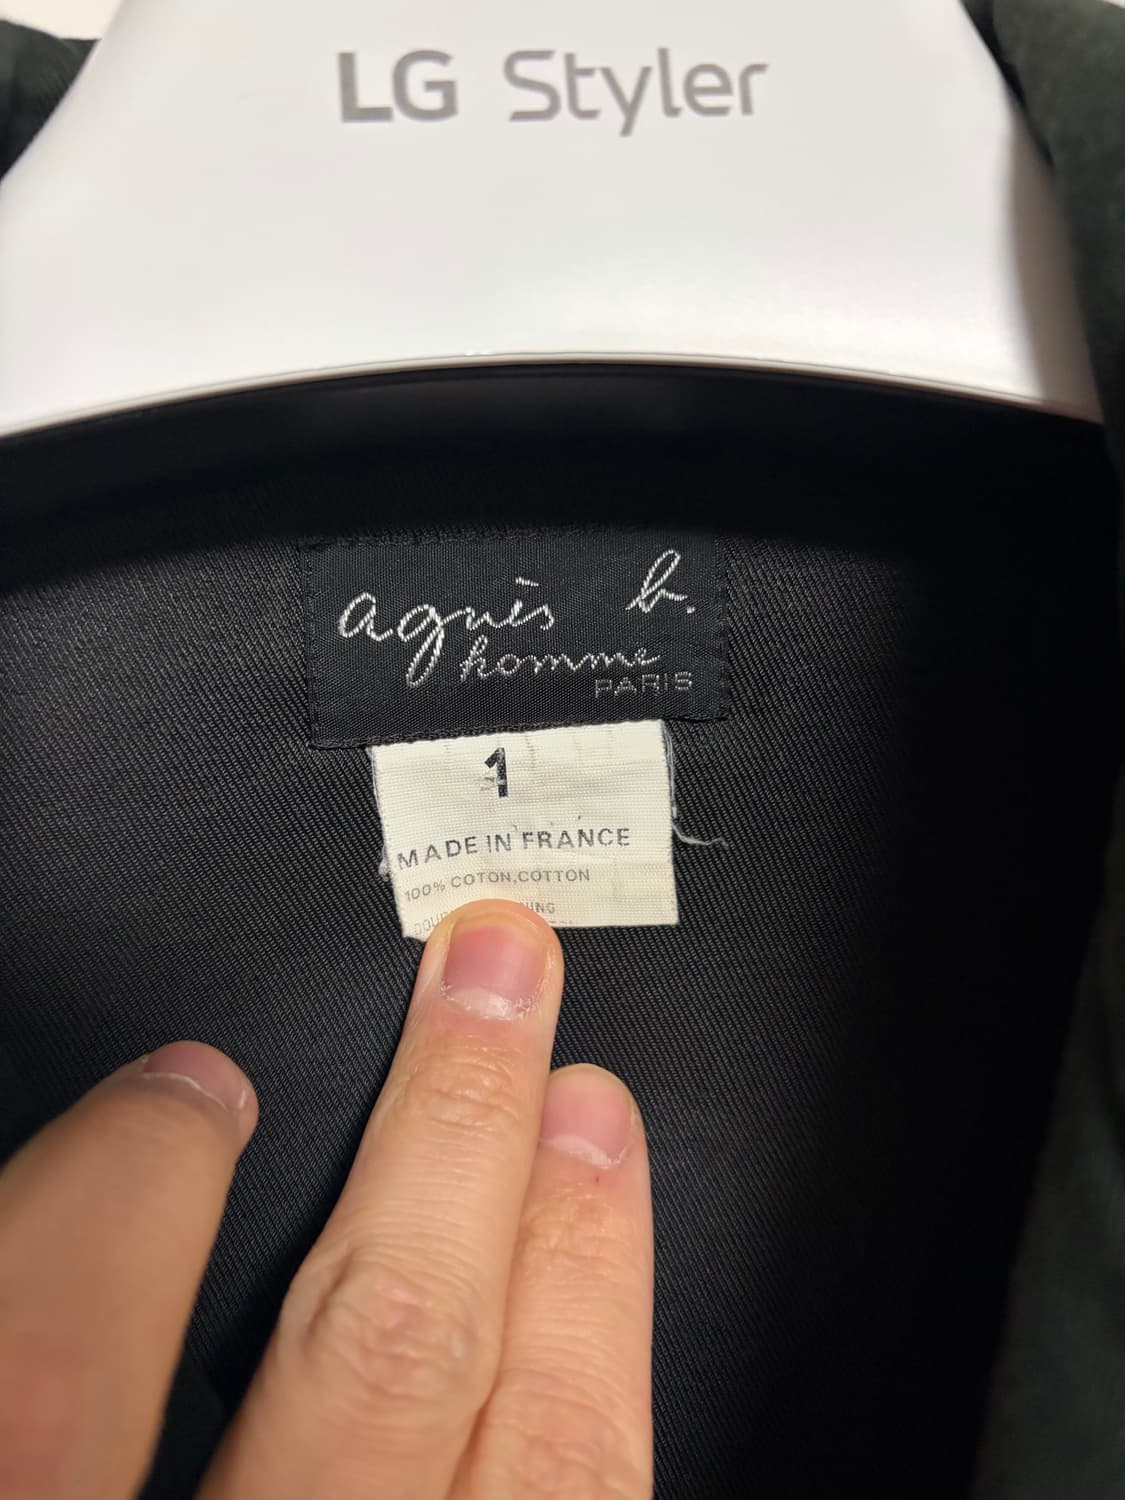 LG Styler
agnès b.
homme
PARIS
1
MADE IN FRANCE
100% COTON,COTTON